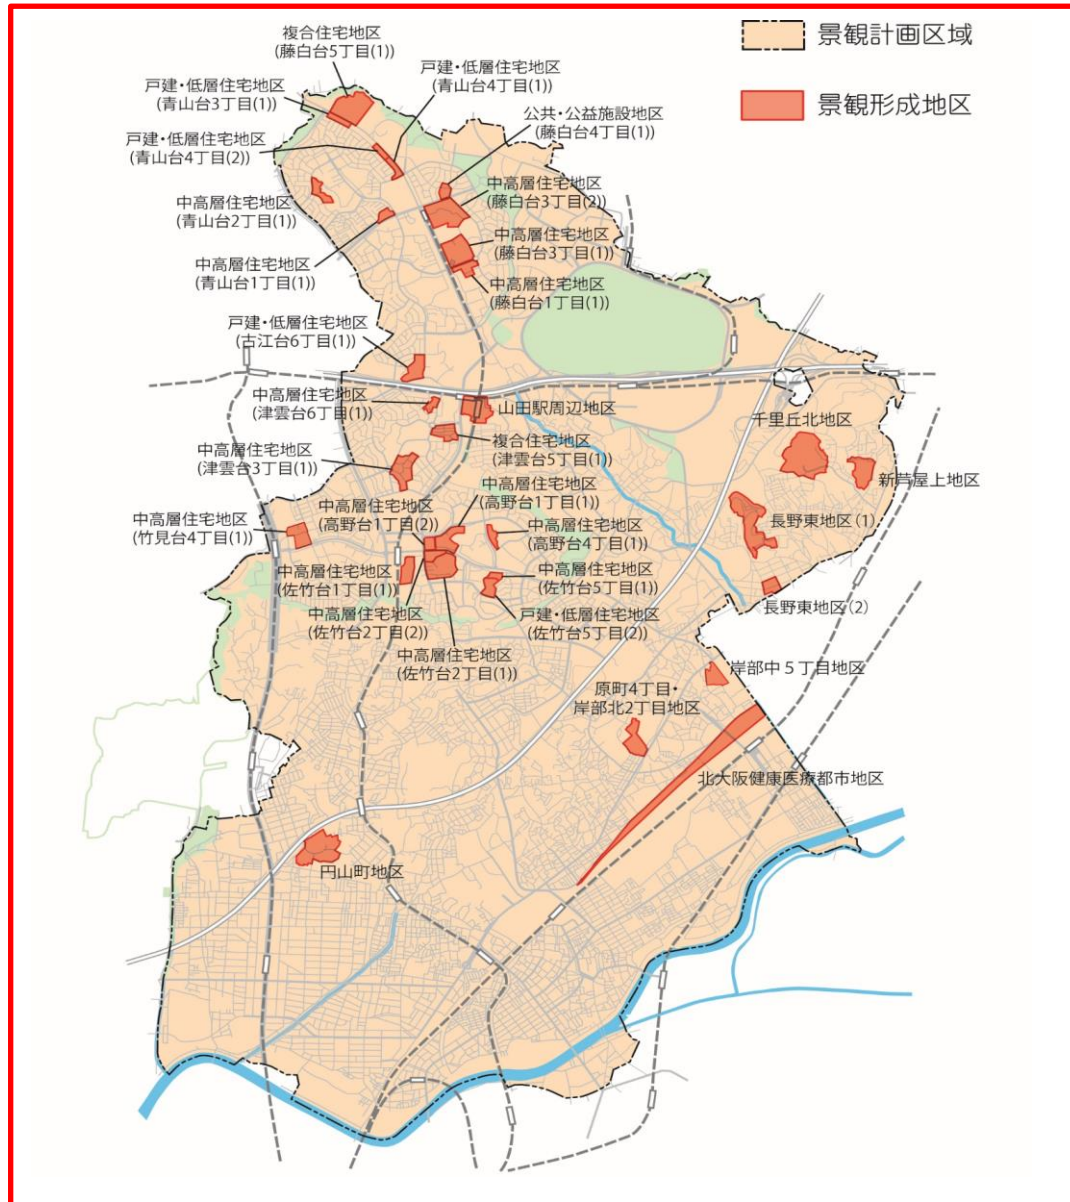 景観計画区域
景観形成地区
複合住宅地区
(藤白台5丁目(1))
戸建・低層住宅地区
(青山台4丁目(1))
戸建・低層住宅地区
(青山台3丁目(1))
公共・公益施設地区
(藤白台4丁目(1))
戸建・低層住宅地区
(青山台4丁目(2))
中高層住宅地区
(藤白台3丁目(2))
中高層住宅地区
(青山台2丁目(1))
中高層住宅地区
(藤白台3丁目(1))
中高層住宅地区
(青山台1丁目(1))
中高層住宅地区
(藤白台1丁目(1))
戸建・低層住宅地区
(古江台6丁目(1))
中高層住宅地区
(津雲台6丁目(1))
山田駅周辺地区
千里丘北地区
複合住宅地区
(津雲台5丁目(1))
中高層住宅地区
(津雲台3丁目(1))
新芦屋上地区
中高層住宅地区
(高野台1丁目(1))
中高層住宅地区
(高野台1丁目(2))
長野東地区(1)
中高層住宅地区
(竹見台4丁目(1))
中高層住宅地区
(高野台4丁目(1))
中高層住宅地区
(佐竹台1丁目(1))
中高層住宅地区
(佐竹台5丁目(1))
長野東地区(2)
中高層住宅地区
(佐竹台2丁目(2))
戸建・低層住宅地区
(佐竹台5丁目(2))
中高層住宅地区
(佐竹台2丁目(1))
岸部中5丁目地区
原町4丁目・
岸部北2丁目地区
北大阪健康医療都市地区
円山町地区